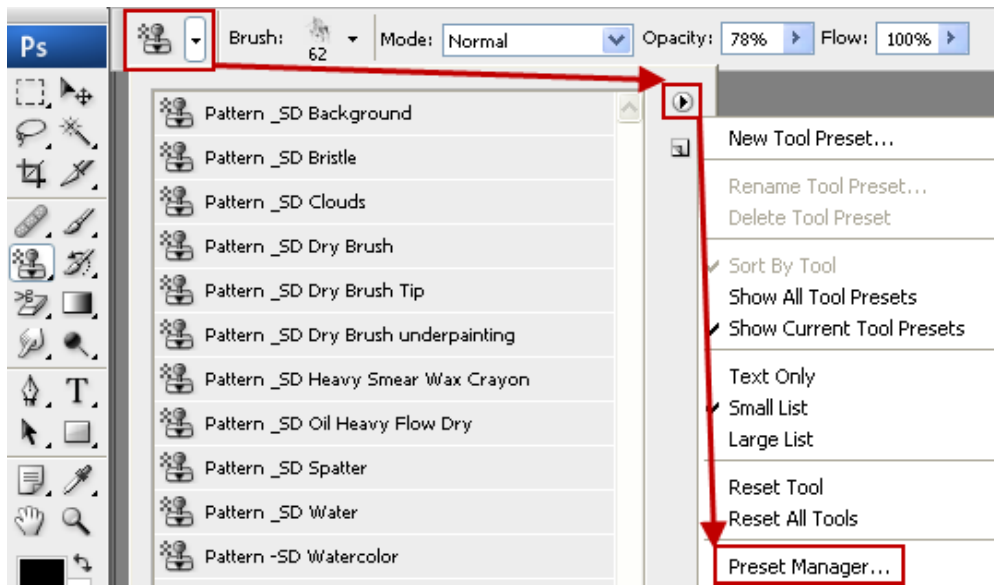 Ps
Brush: 62 Mode: Normal Opacity: 78% Flow: 100%
Pattern _SD Background
Pattern _SD Bristle
Pattern _SD Clouds
Pattern _SD Dry Brush
Pattern _SD Dry Brush Tip
Pattern _SD Dry Brush underpainting
Pattern _SD Heavy Smear Wax Crayon
Pattern _SD Oil Heavy Flow Dry
Pattern _SD Spatter
Pattern _SD Water
Pattern -SD Watercolor
New Tool Preset...
Rename Tool Preset...
Delete Tool Preset
Sort By Tool
Show All Tool Presets
Show Current Tool Presets
Text Only
Small List
Large List
Reset Tool
Reset All Tools
Preset Manager...
T